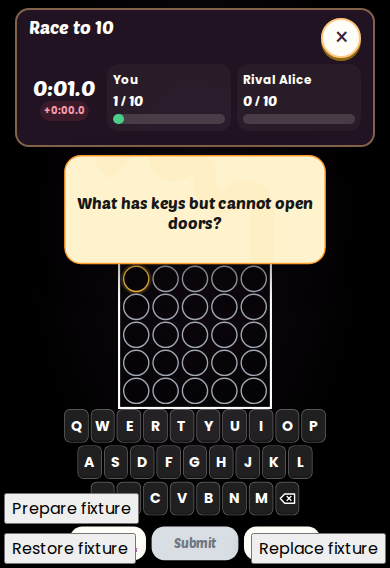 Race to 10
×
0:01.0
+0:00.0
You
1 / 10
Rival Alice
0 / 10
What has keys but cannot open
doors?
Q W E R T Y U I O P
A S D F G H J K L
C V B N M
Prepare fixture
Restore fixture
Submit
Replace fixture